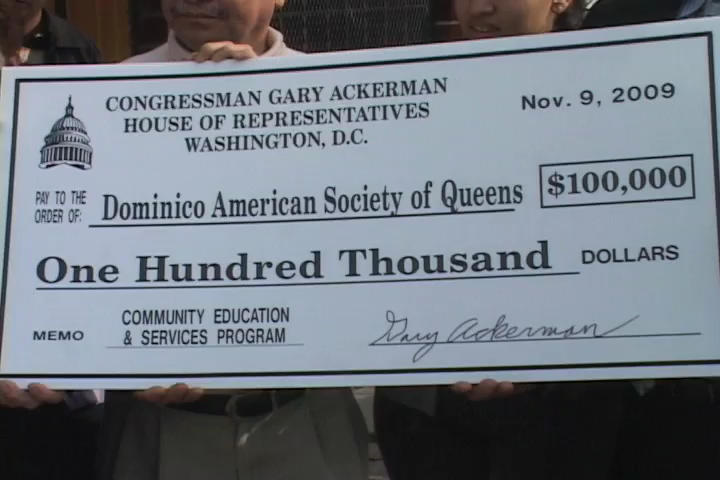 CONGRESSMAN GARY ACKERMAN
HOUSE OF REPRESENTATIVES
WASHINGTON, D.C.
Nov. 9, 2009
PAY TO THE
ORDER OF:
Dominico American Society of Queens
$100,000
One Hundred Thousand DOLLARS
MEMO
COMMUNITY EDUCATION
& SERVICES PROGRAM
Gary Ackerman